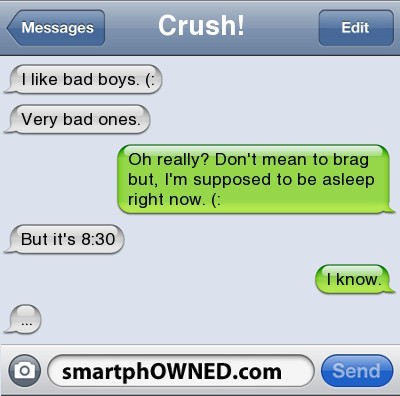 Messages
Crush!
Edit
I like bad boys. (:
Very bad ones.
Oh really? Don't mean to brag
but, I'm supposed to be asleep
right now. (:
But it's 8:30
I know.
...
smartphOWNED.com
Send